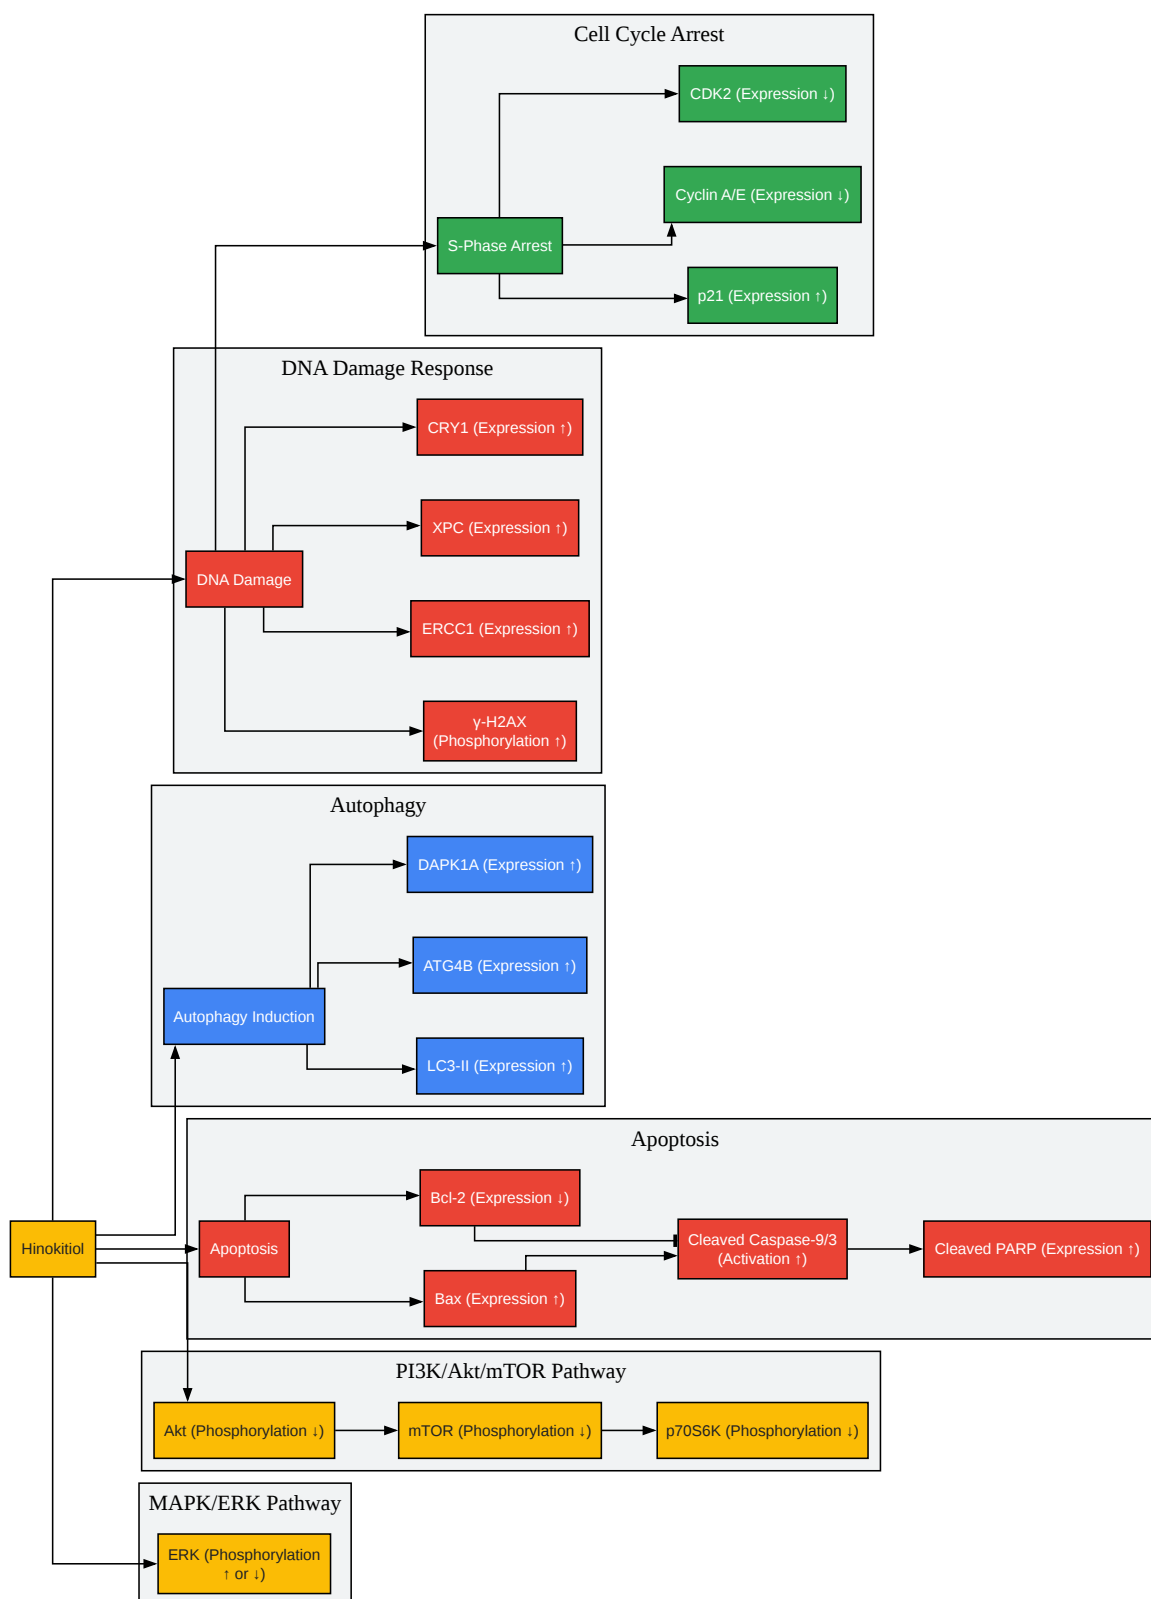 Cell Cycle Arrest
CDK2 (Expression ↓)
Cyclin A/E (Expression ↓)
S-Phase Arrest
p21 (Expression ↑)
DNA Damage Response
CRY1 (Expression ↑)
XPC (Expression ↑)
DNA Damage
ERCC1 (Expression ↑)
γ-H2AX
(Phosphorylation ↑)
Autophagy
DAPK1A (Expression ↑)
ATG4B (Expression ↑)
Autophagy Induction
LC3-II (Expression ↑)
Apoptosis
Bcl-2 (Expression ↓)
Hinokitiol
Apoptosis
Cleaved Caspase-9/3
(Activation ↑)
Cleaved PARP (Expression ↑)
Bax (Expression ↑)
PI3K/Akt/mTOR Pathway
Akt (Phosphorylation ↓)
mTOR (Phosphorylation ↓)
p70S6K (Phosphorylation ↓)
MAPK/ERK Pathway
ERK (Phosphorylation
↑ or ↓)